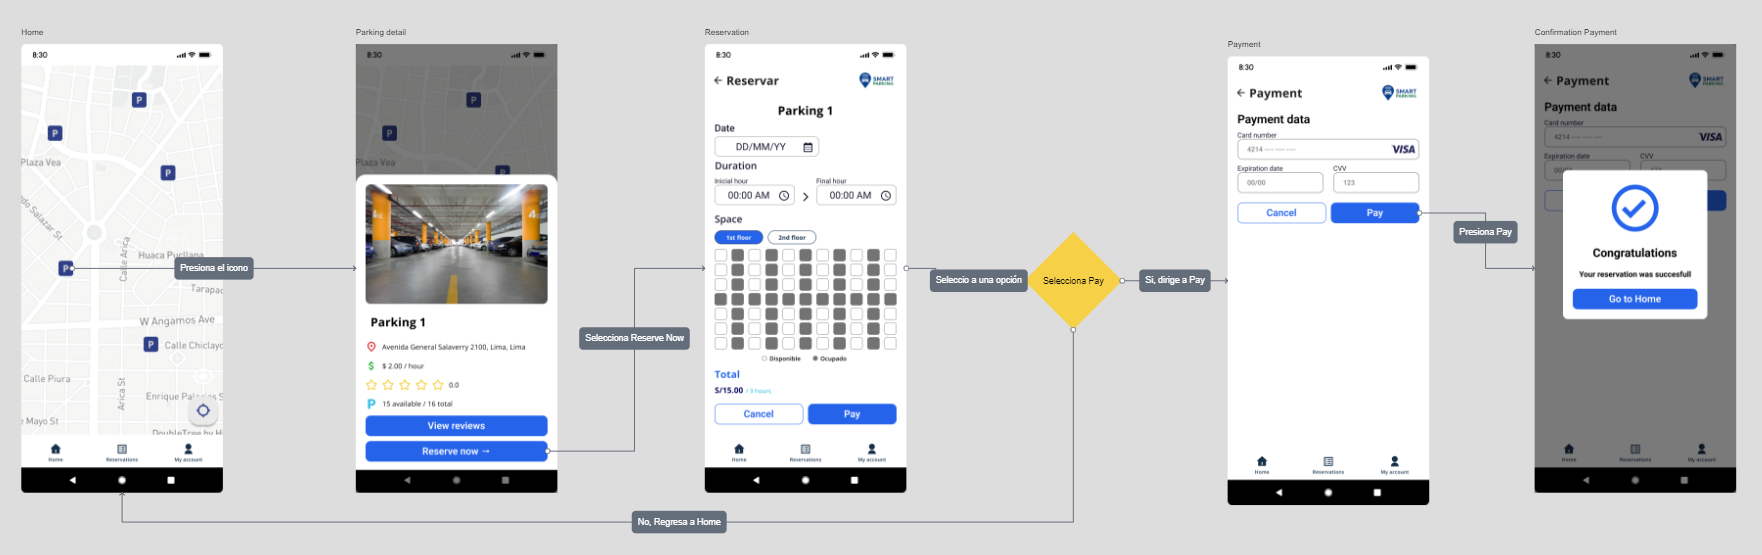 Home
8:30
P
P
P
Plaza Vea
Calle Arica
Huaca Pucllana
P
Presiona el icono
W Angamos Ave
P
Calle Chiclayo
Calle Piura
Arica St
Mayo St
Home
Reservations
My account
Parking detail
8:30
P
P
Plaza Vea
4
Parking 1
Avenida General Salaverry 2100, Lima, Lima
$ 2.00 / hour
0.0
P 15 available / 16 total
View reviews
Reserve now →
Selecciona Reserve Now
Reservation
8:30
← Reservar
SMART PARKING
Parking 1
Date
DD/MM/YY
Duration
Inicial hour
Final hour
00:00 AM > 00:00 AM
Space
1st floor
2nd floor
Disponible
Ocupado
Total
S/15.00 / 3 hours
Cancel
Pay
Home
Reservations
My account
Seleccio a una opción
Selecciona Pay
Si, dirige a Pay
No, Regresa a Home
Payment
8:30
← Payment
SMART PARKING
Payment data
Card number
4214 --- --- ---
VISA
Expiration date
CVV
00/00
123
Cancel
Pay
Home
Reservations
My account
Presiona Pay
Confirmation Payment
8:30
← Payment
SMART PARKING
Payment data
Card number
4214 --- --- ---
VISA
Expiration date
CVV
Congratulations
Your reservation was succesfull
Go to Home
Home
Reservations
My account